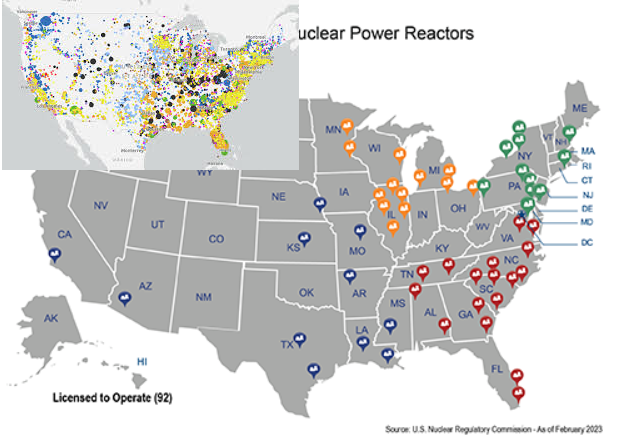 uclear Power Reactors
ME
MN
WI
VT
NH
NY
MI
MA
RI
CT
WY
IA
PA
NJ
NE
OH
DE
NV
IL
IN
MD
UT
WV
CO
VA
DC
CA
KS
MO
KY
NC
TN
AZ
OK
AR
SC
NM
MS
AL
GA
AK
LA
TX
HI
FL
Licensed to Operate (92)
Source: U.S. Nuclear Regulatory Commission - As of February 2023